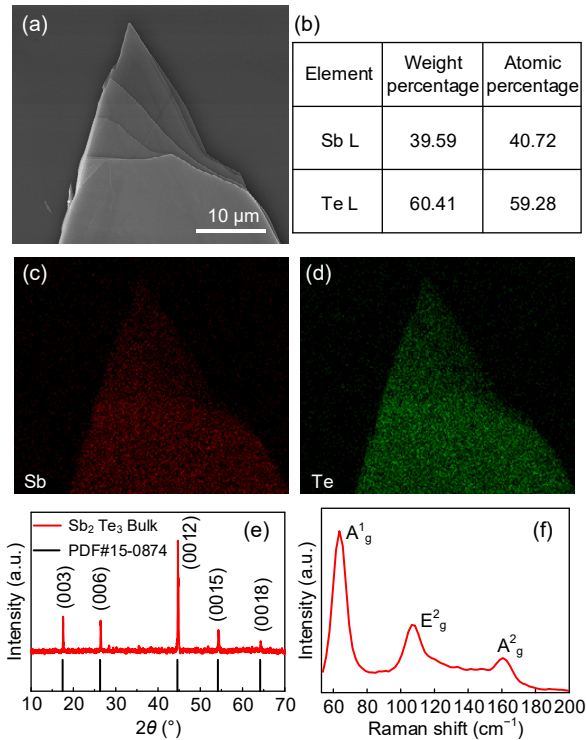 (a)
10 μm
(b)
Element Weight percentage Atomic percentage
Sb L 39.59 40.72
Te L 60.41 59.28
(c)
Sb
(d)
Te
(e)
Sb₂ Te₃ Bulk
PDF#15-0874
(003)
(006)
(0012)
(0015)
(0018)
Intensity (a.u.)
10 20 30 40 50 60 70
2θ (°)
(f)
A¹g
E²g
A²g
Intensity (a.u.)
60 80 100 120 140 160 180 200
Raman shift (cm⁻¹)